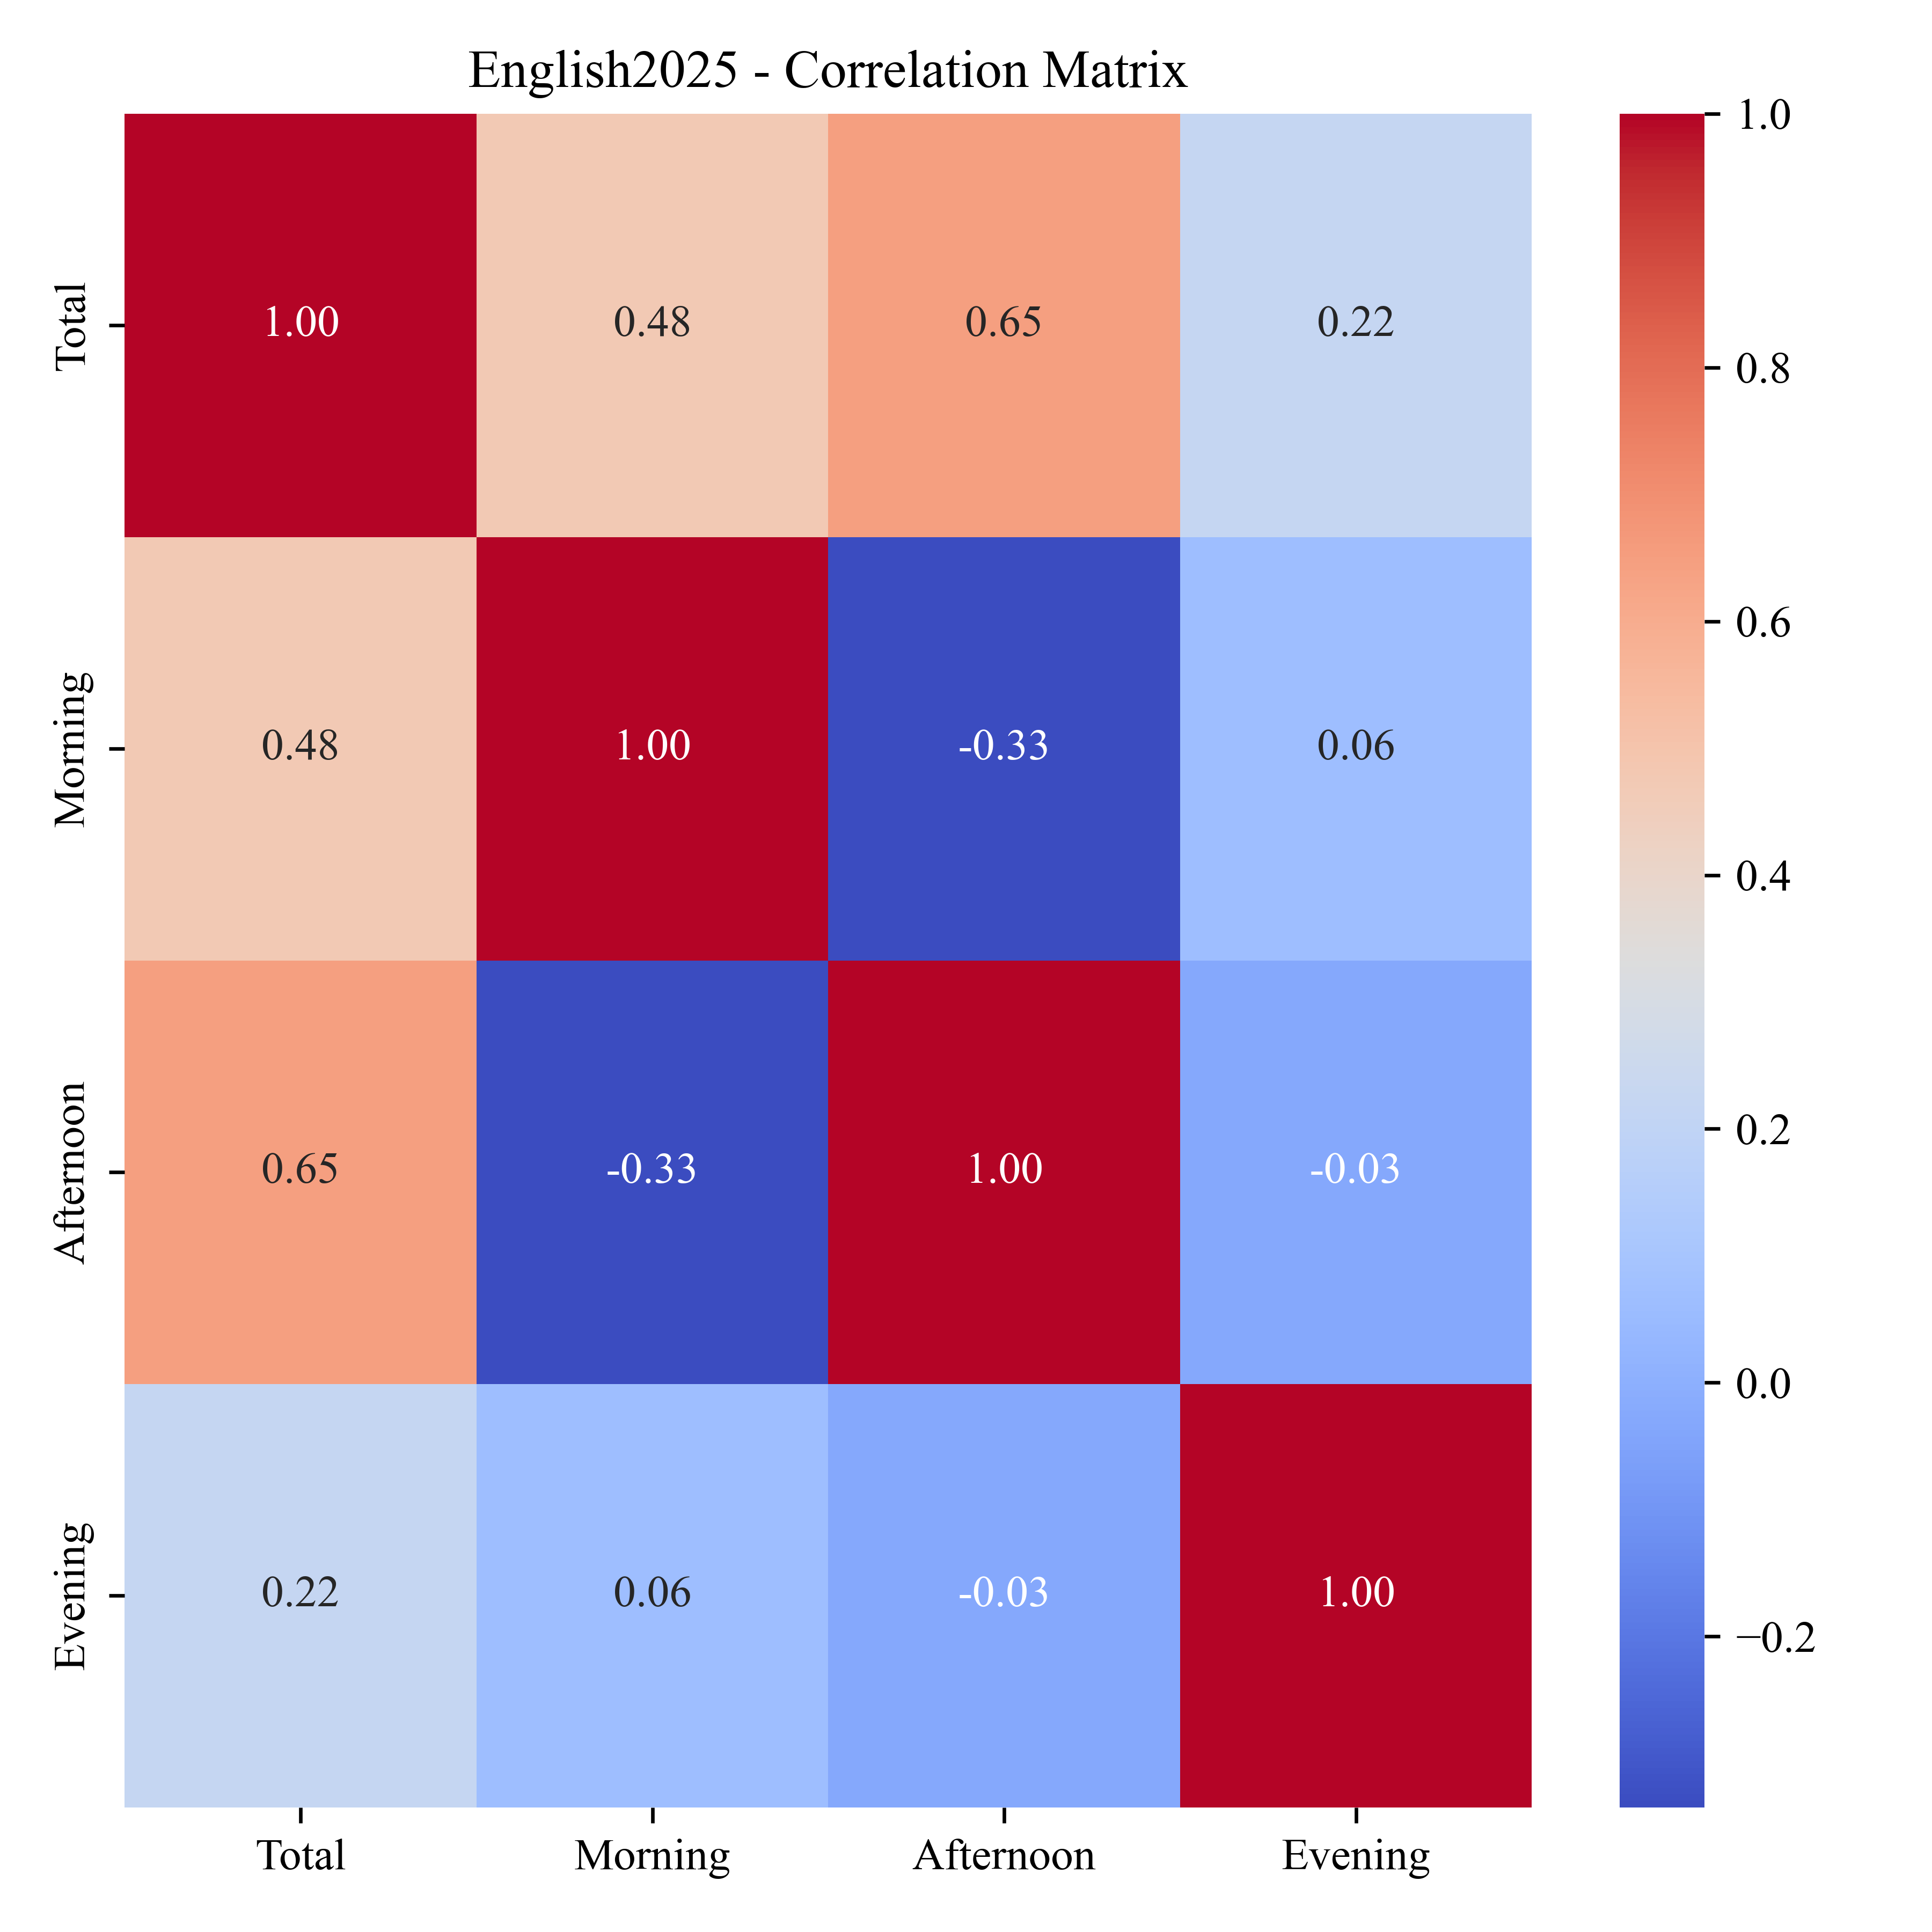 English2025 - Correlation Matrix
Total 1.00 0.48 0.65 0.22
Morning 0.48 1.00 -0.33 0.06
Afternoon 0.65 -0.33 1.00 -0.03
Evening 0.22 0.06 -0.03 1.00
Total Morning Afternoon Evening
1.0
0.8
0.6
0.4
0.2
0.0
−0.2